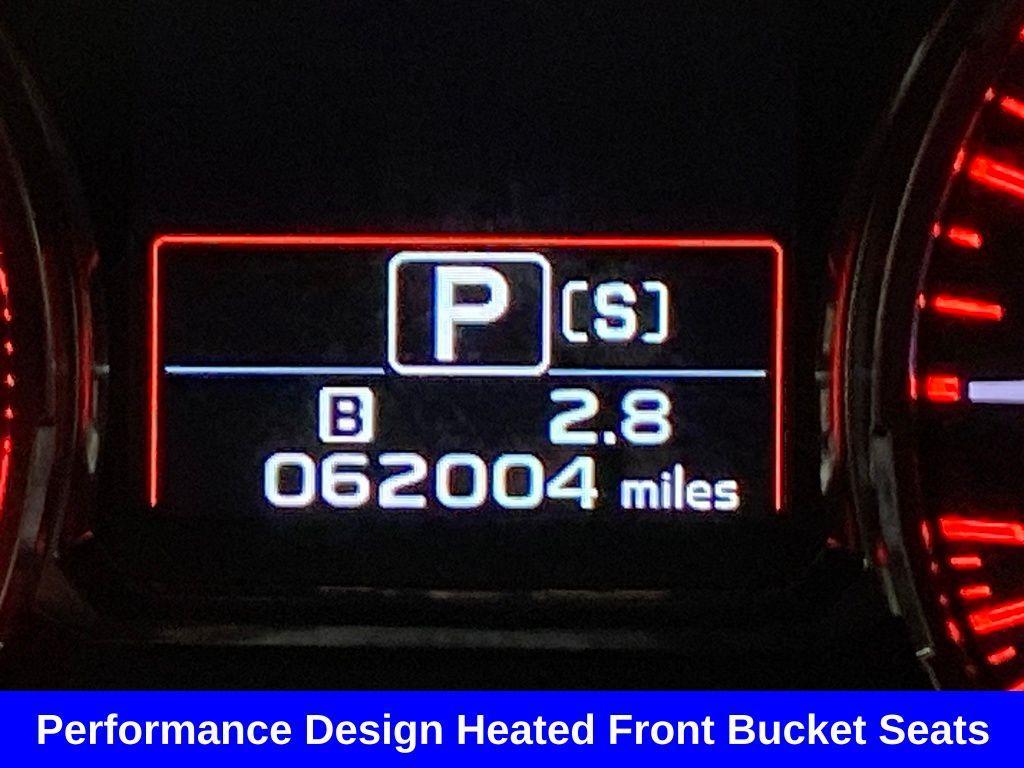 P [S]
B 2.8
062004 miles
Performance Design Heated Front Bucket Seats